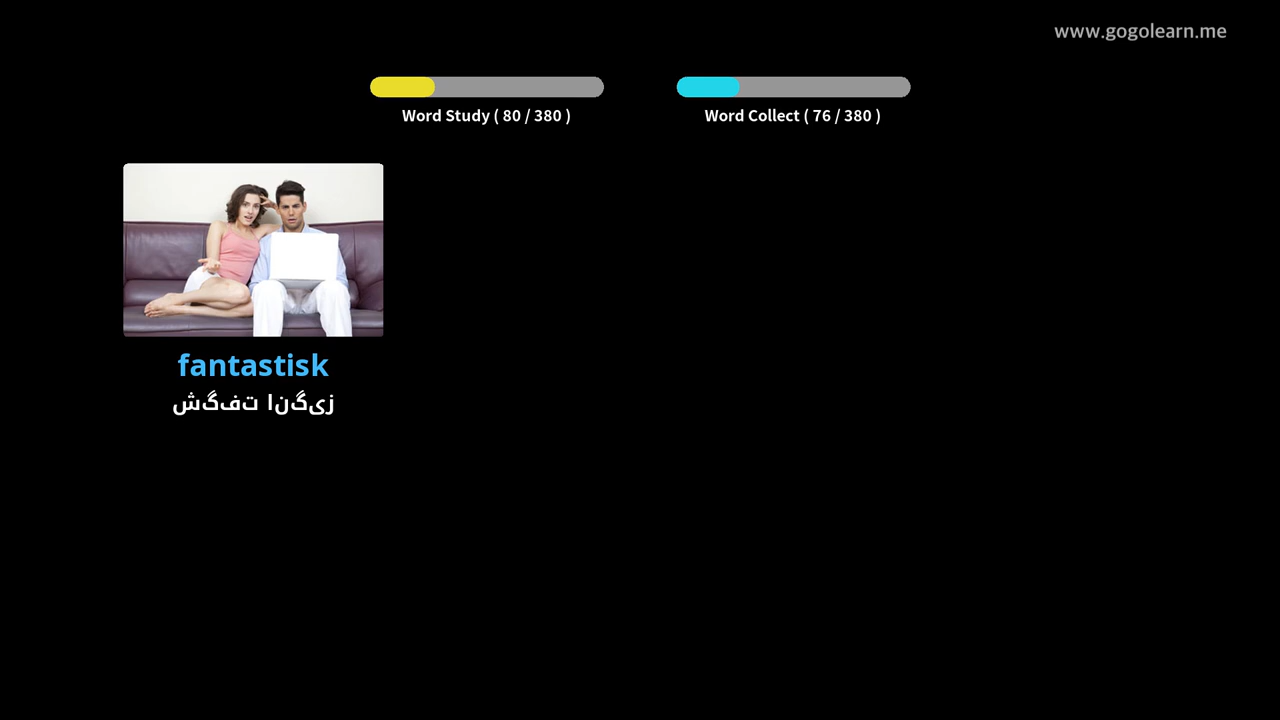 www.gogolearn.me
Word Study ( 80 / 380 )
Word Collect ( 76 / 380 )
fantastisk
زیگنا تفگش